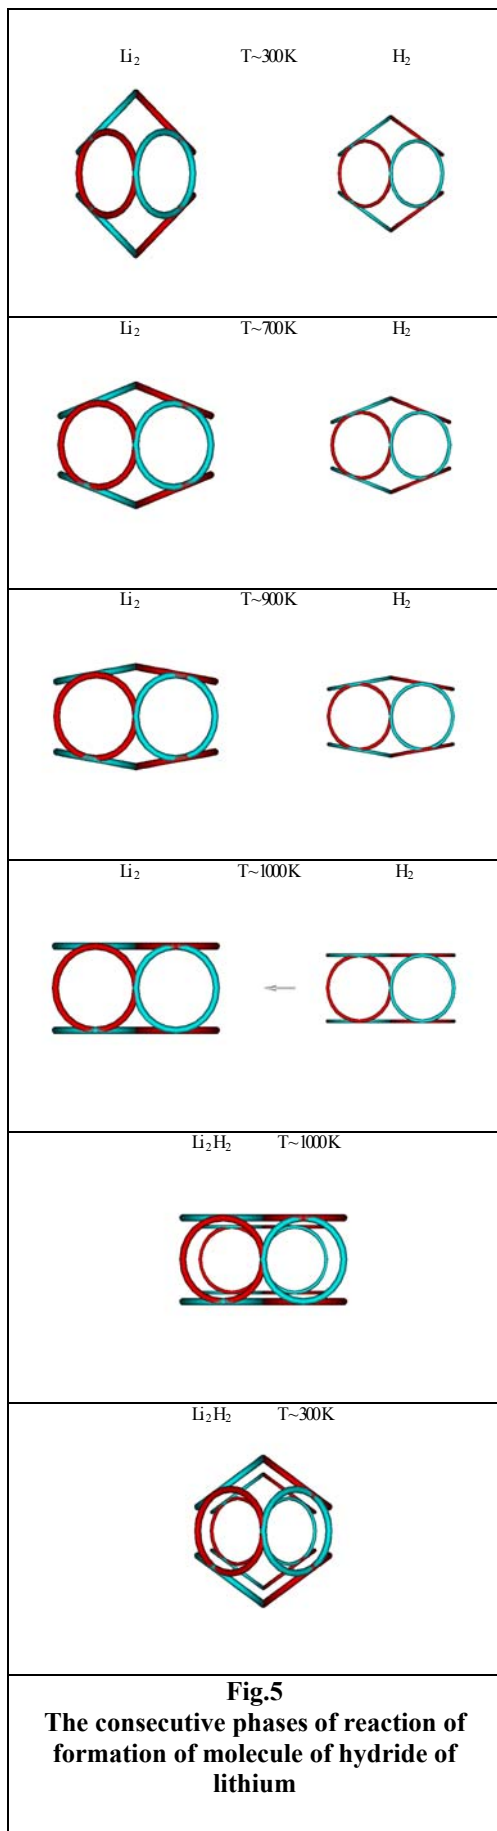 Li₂ T~300K H₂
Li₂ T~700K H₂
Li₂ T~900K H₂
Li₂ T~1000K H₂
Li₂H₂ T~1000K
Li₂H₂ T~300K
Fig.5
The consecutive phases of reaction of
formation of molecule of hydride of
lithium